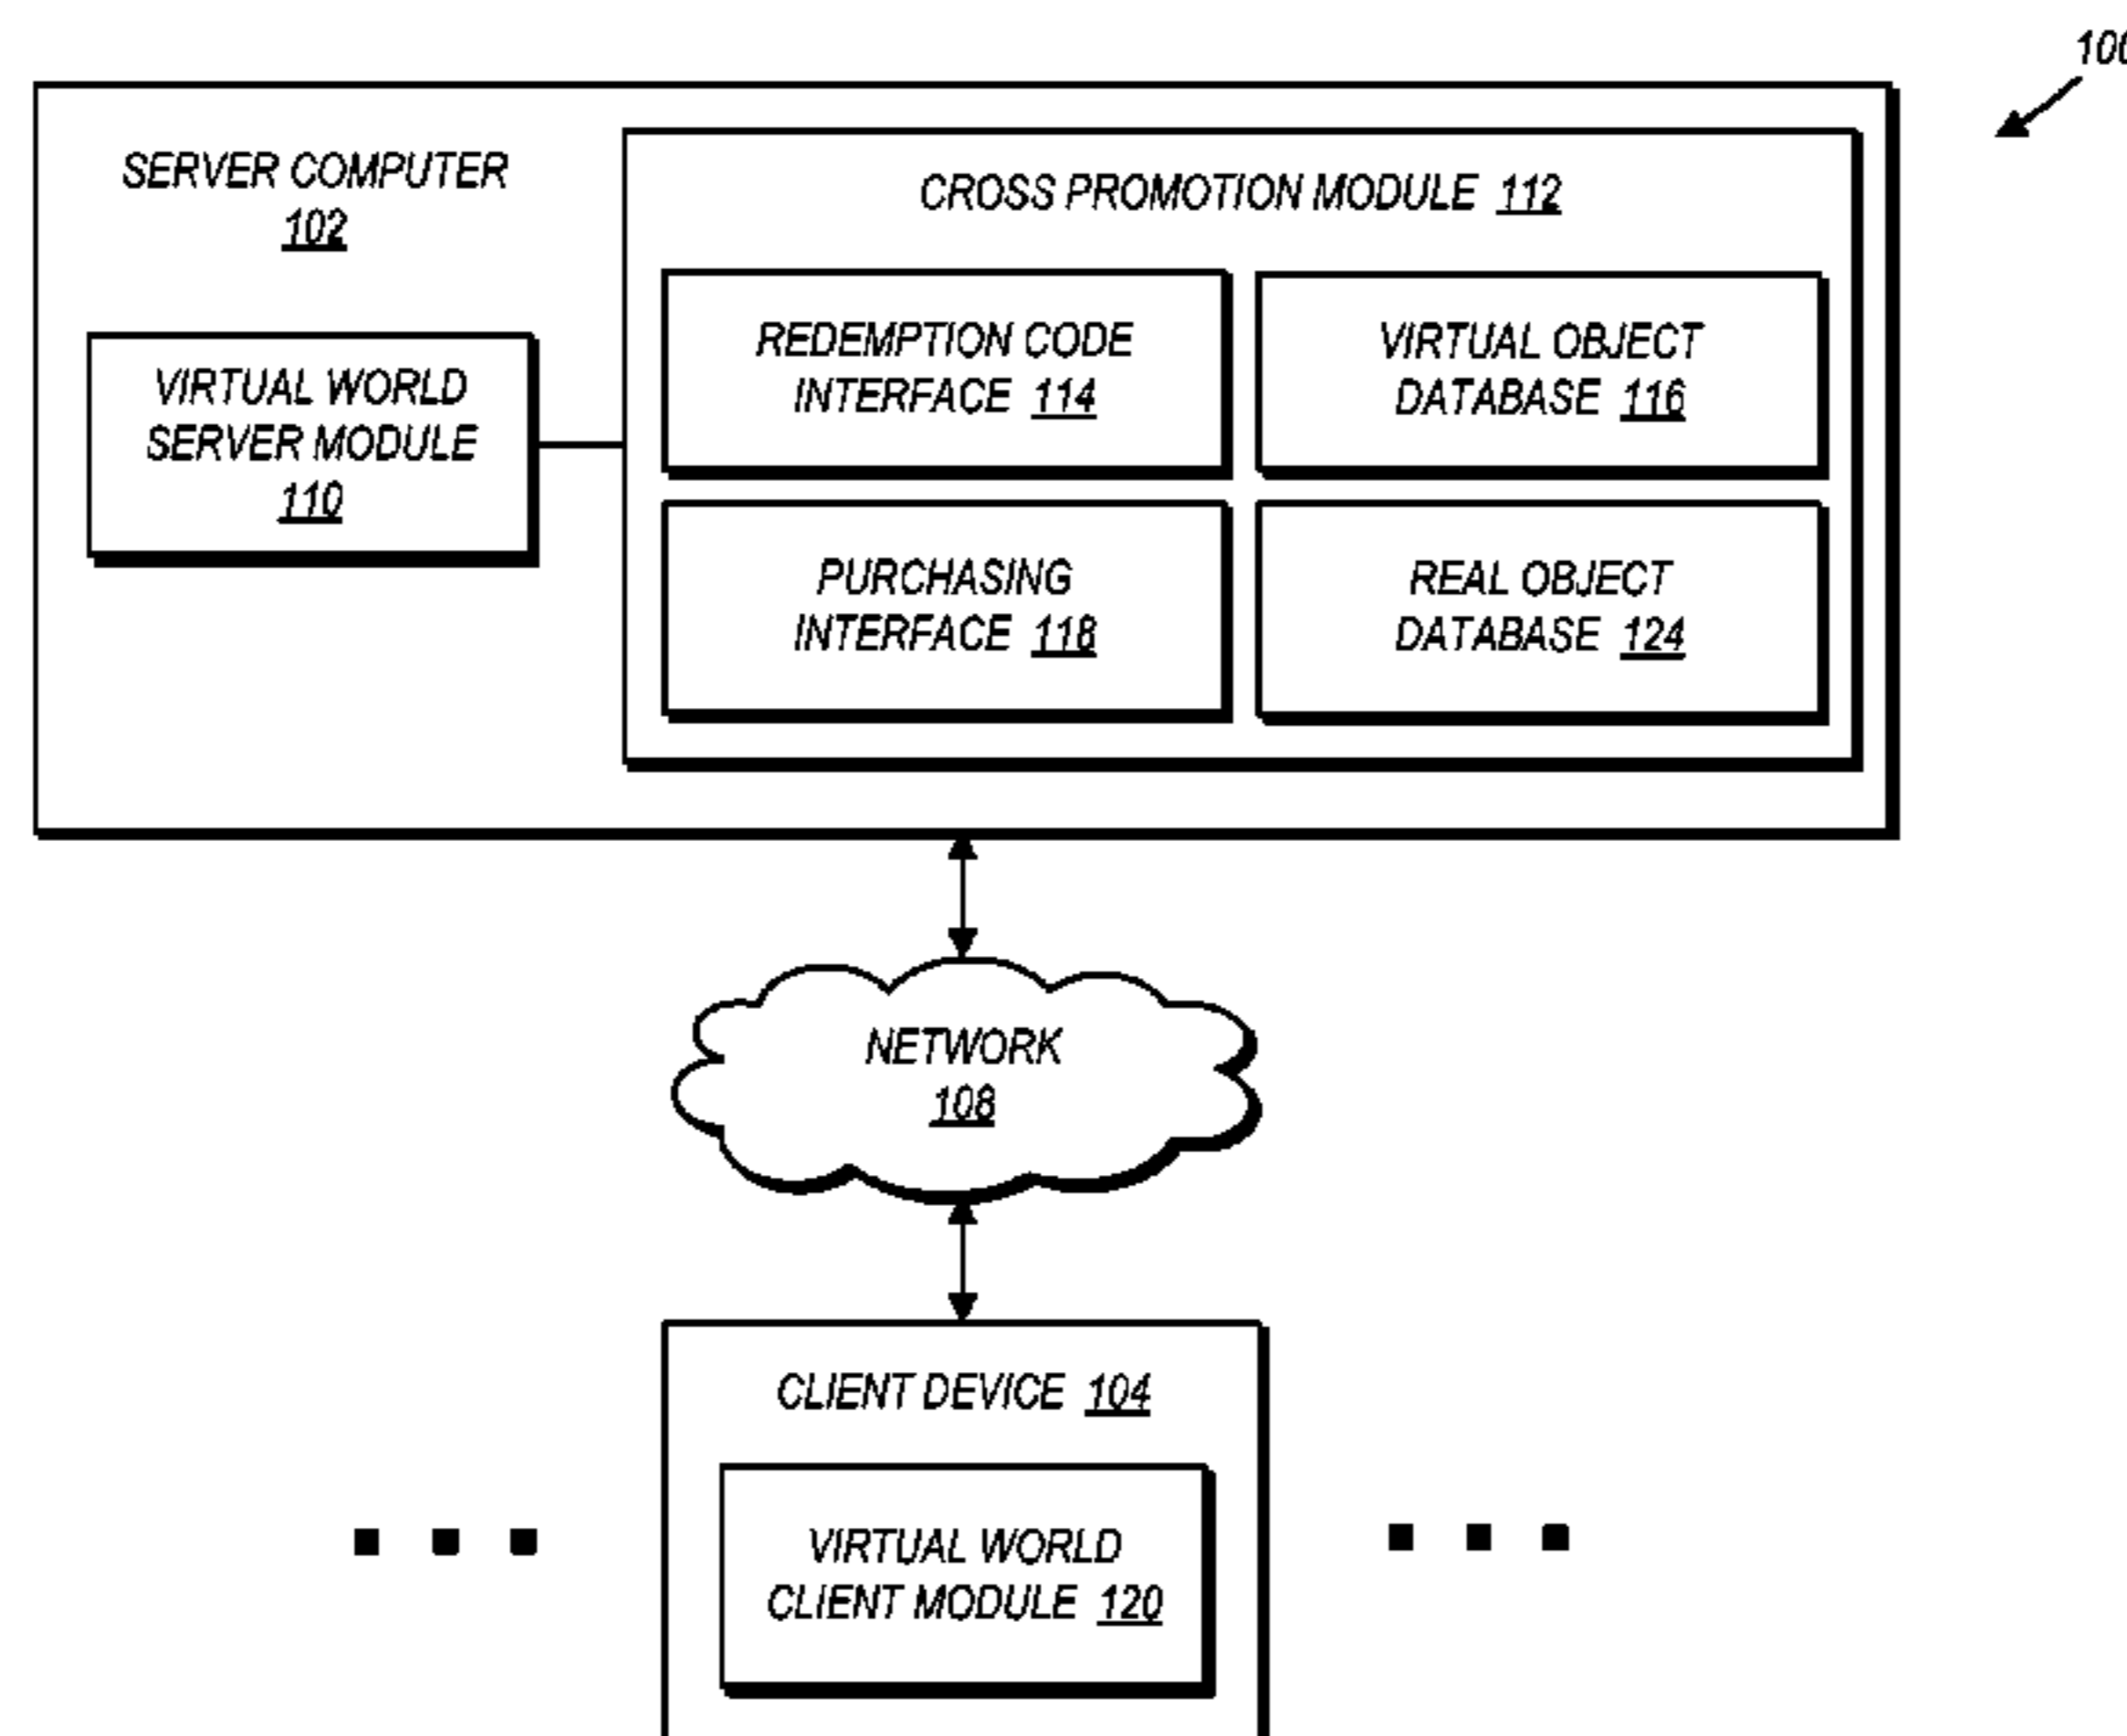 100
SERVER COMPUTER
102
CROSS PROMOTION MODULE 112
VIRTUAL WORLD
SERVER MODULE
110
REDEMPTION CODE
INTERFACE 114
VIRTUAL OBJECT
DATABASE 116
PURCHASING
INTERFACE 118
REAL OBJECT
DATABASE 124
NETWORK
108
CLIENT DEVICE 104
VIRTUAL WORLD
CLIENT MODULE 120